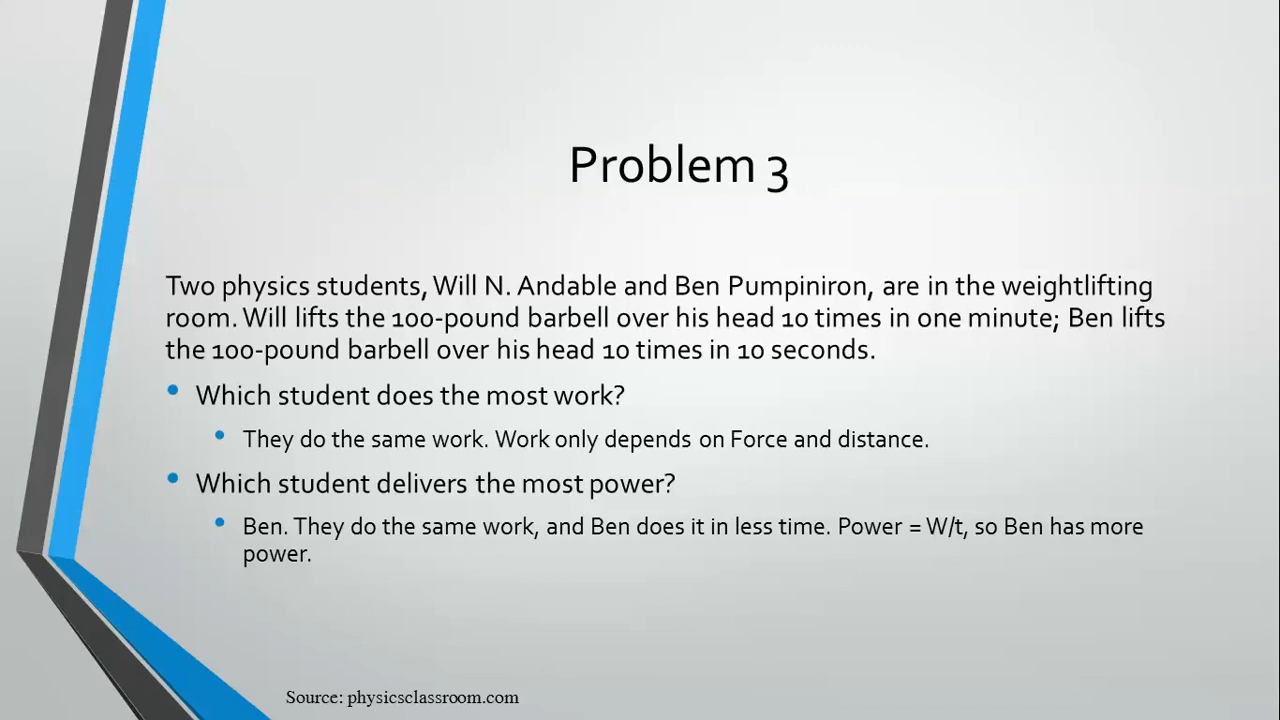 Problem 3
Two physics students, Will N. Andable and Ben Pumpiniron, are in the weightlifting
room. Will lifts the 100-pound barbell over his head 10 times in one minute; Ben lifts
the 100-pound barbell over his head 10 times in 10 seconds.
• Which student does the most work?
• They do the same work. Work only depends on Force and distance.
• Which student delivers the most power?
• Ben. They do the same work, and Ben does it in less time. Power = W/t, so Ben has more
power.
Source: physicsclassroom.com